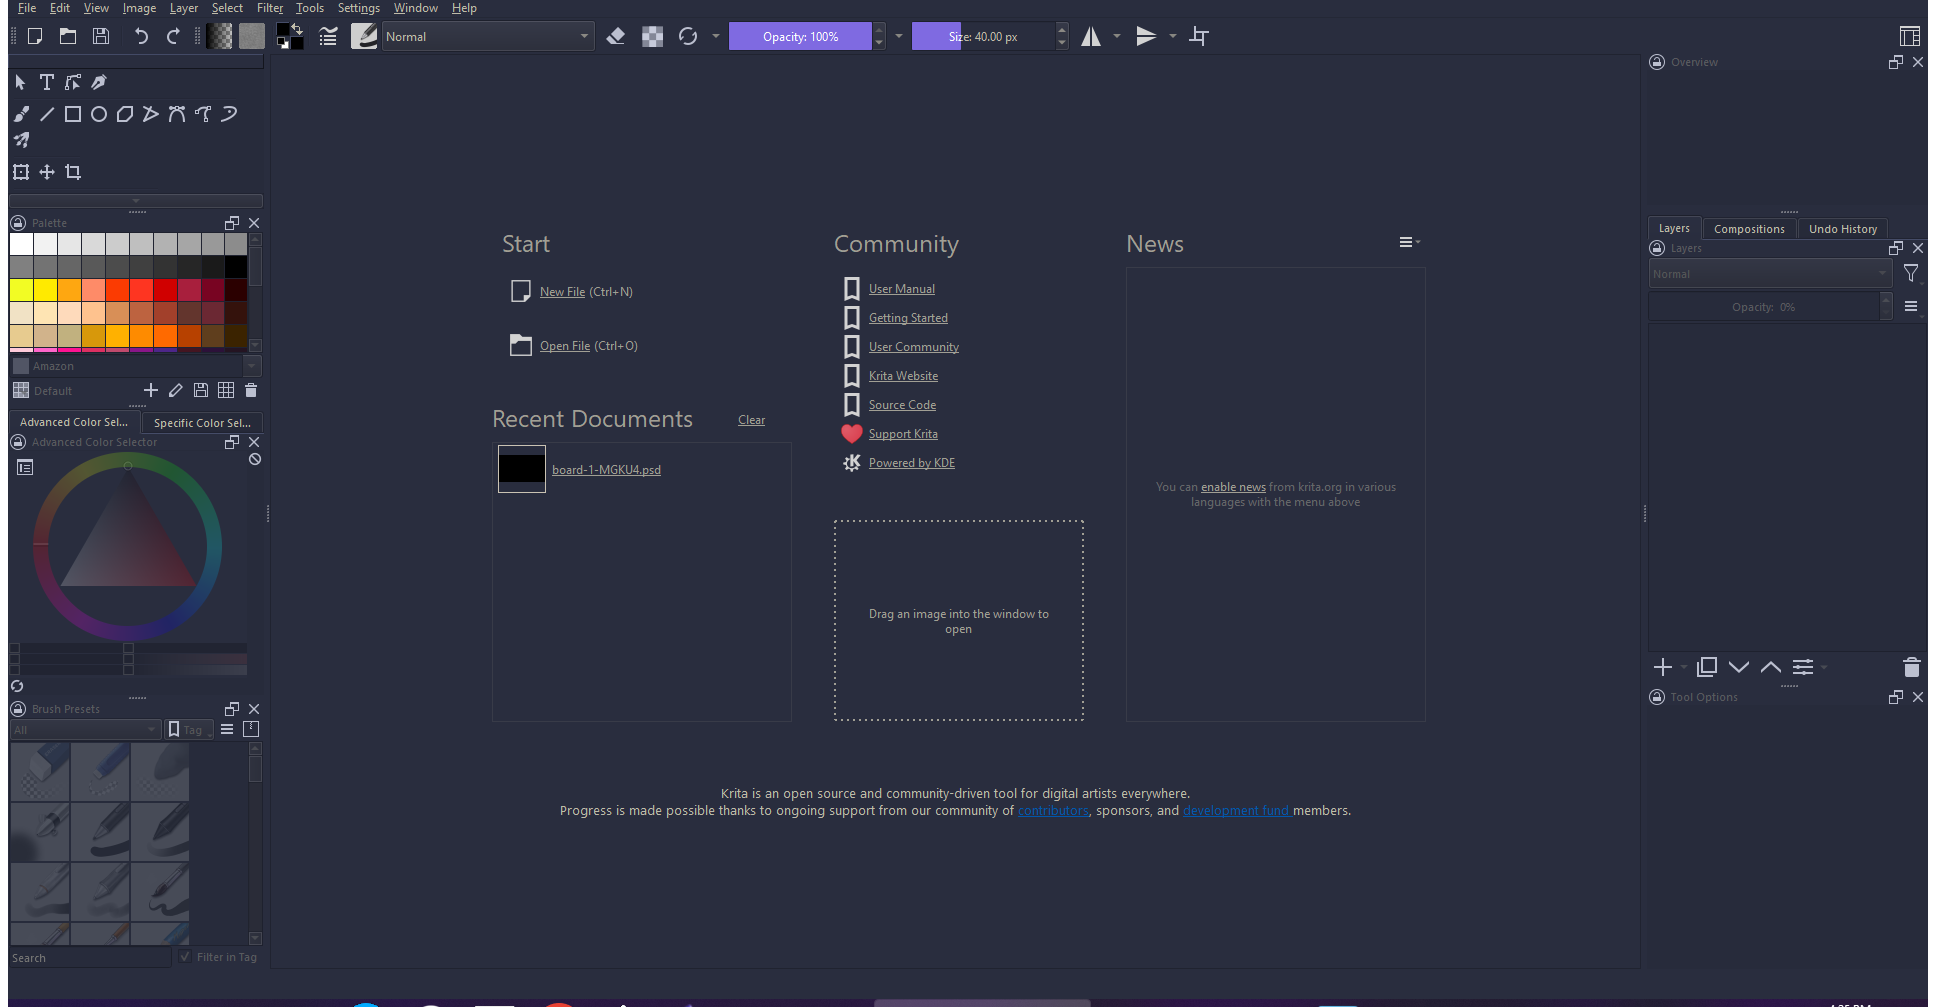 File Edit View Image Layer Select Filter Tools Settings Window Help
Normal
Opacity: 100%
Size: 40.00 px
Overview
Palette
Amazon
Default
Advanced Color Sel...
Specific Color Sel...
Advanced Color Selector
Brush Presets
All
Tag
Search
Filter in Tag
Start
New File (Ctrl+N)
Open File (Ctrl+O)
Recent Documents
Clear
board-1-MGKU4.psd
Community
User Manual
Getting Started
User Community
Krita Website
Source Code
Support Krita
Powered by KDE
Drag an image into the window to
open
News
You can enable news from krita.org in various
languages with the menu above
Krita is an open source and community-driven tool for digital artists everywhere.
Progress is made possible thanks to ongoing support from our community of contributors, sponsors, and development fund members.
Layers
Compositions
Undo History
Layers
Normal
Opacity: 0%
Tool Options